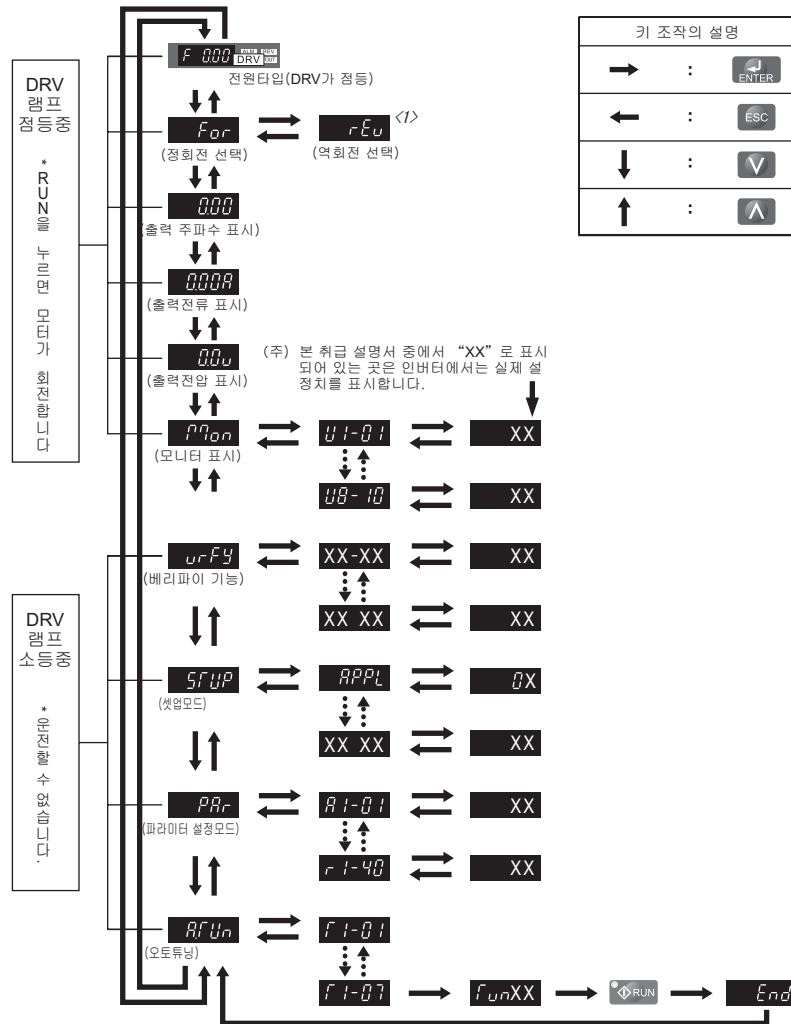 키 조작의 설명
→ : ENTER
← : ESC
↓ : ∨
↑ : ∧
DRV
램프
점등중
*RUN을 누르면 모터가 회전합니다
F 0.00 ALM REV DRV OUT
전원타입(DRV가 점등)
For
rEv <1>
(정회전 선택)
(역회전 선택)
0.00
(출력 주파수 표시)
0.00A
(출력전류 표시)
0.0v
(출력전압 표시)
(주) 본 취급 설명서 중에서 “XX”로 표시
되어 있는 곳은 인버터에서는 실제 설
정치를 표시합니다.
Mon
U1-01
XX
(모니터 표시)
U8-10
XX
DRV
램프
소등중
*운전할 수 없습니다.
vrFY
XX-XX
XX
(베리파이 기능)
XX XX
XX
STUP
APPL
0X
(셋업모드)
XX XX
XX
PAr
A1-01
XX
(파라미터 설정모드)
r1-40
XX
A.TUn
T1-01
(오토튜닝)
T1-07
TunXX
RUN
End